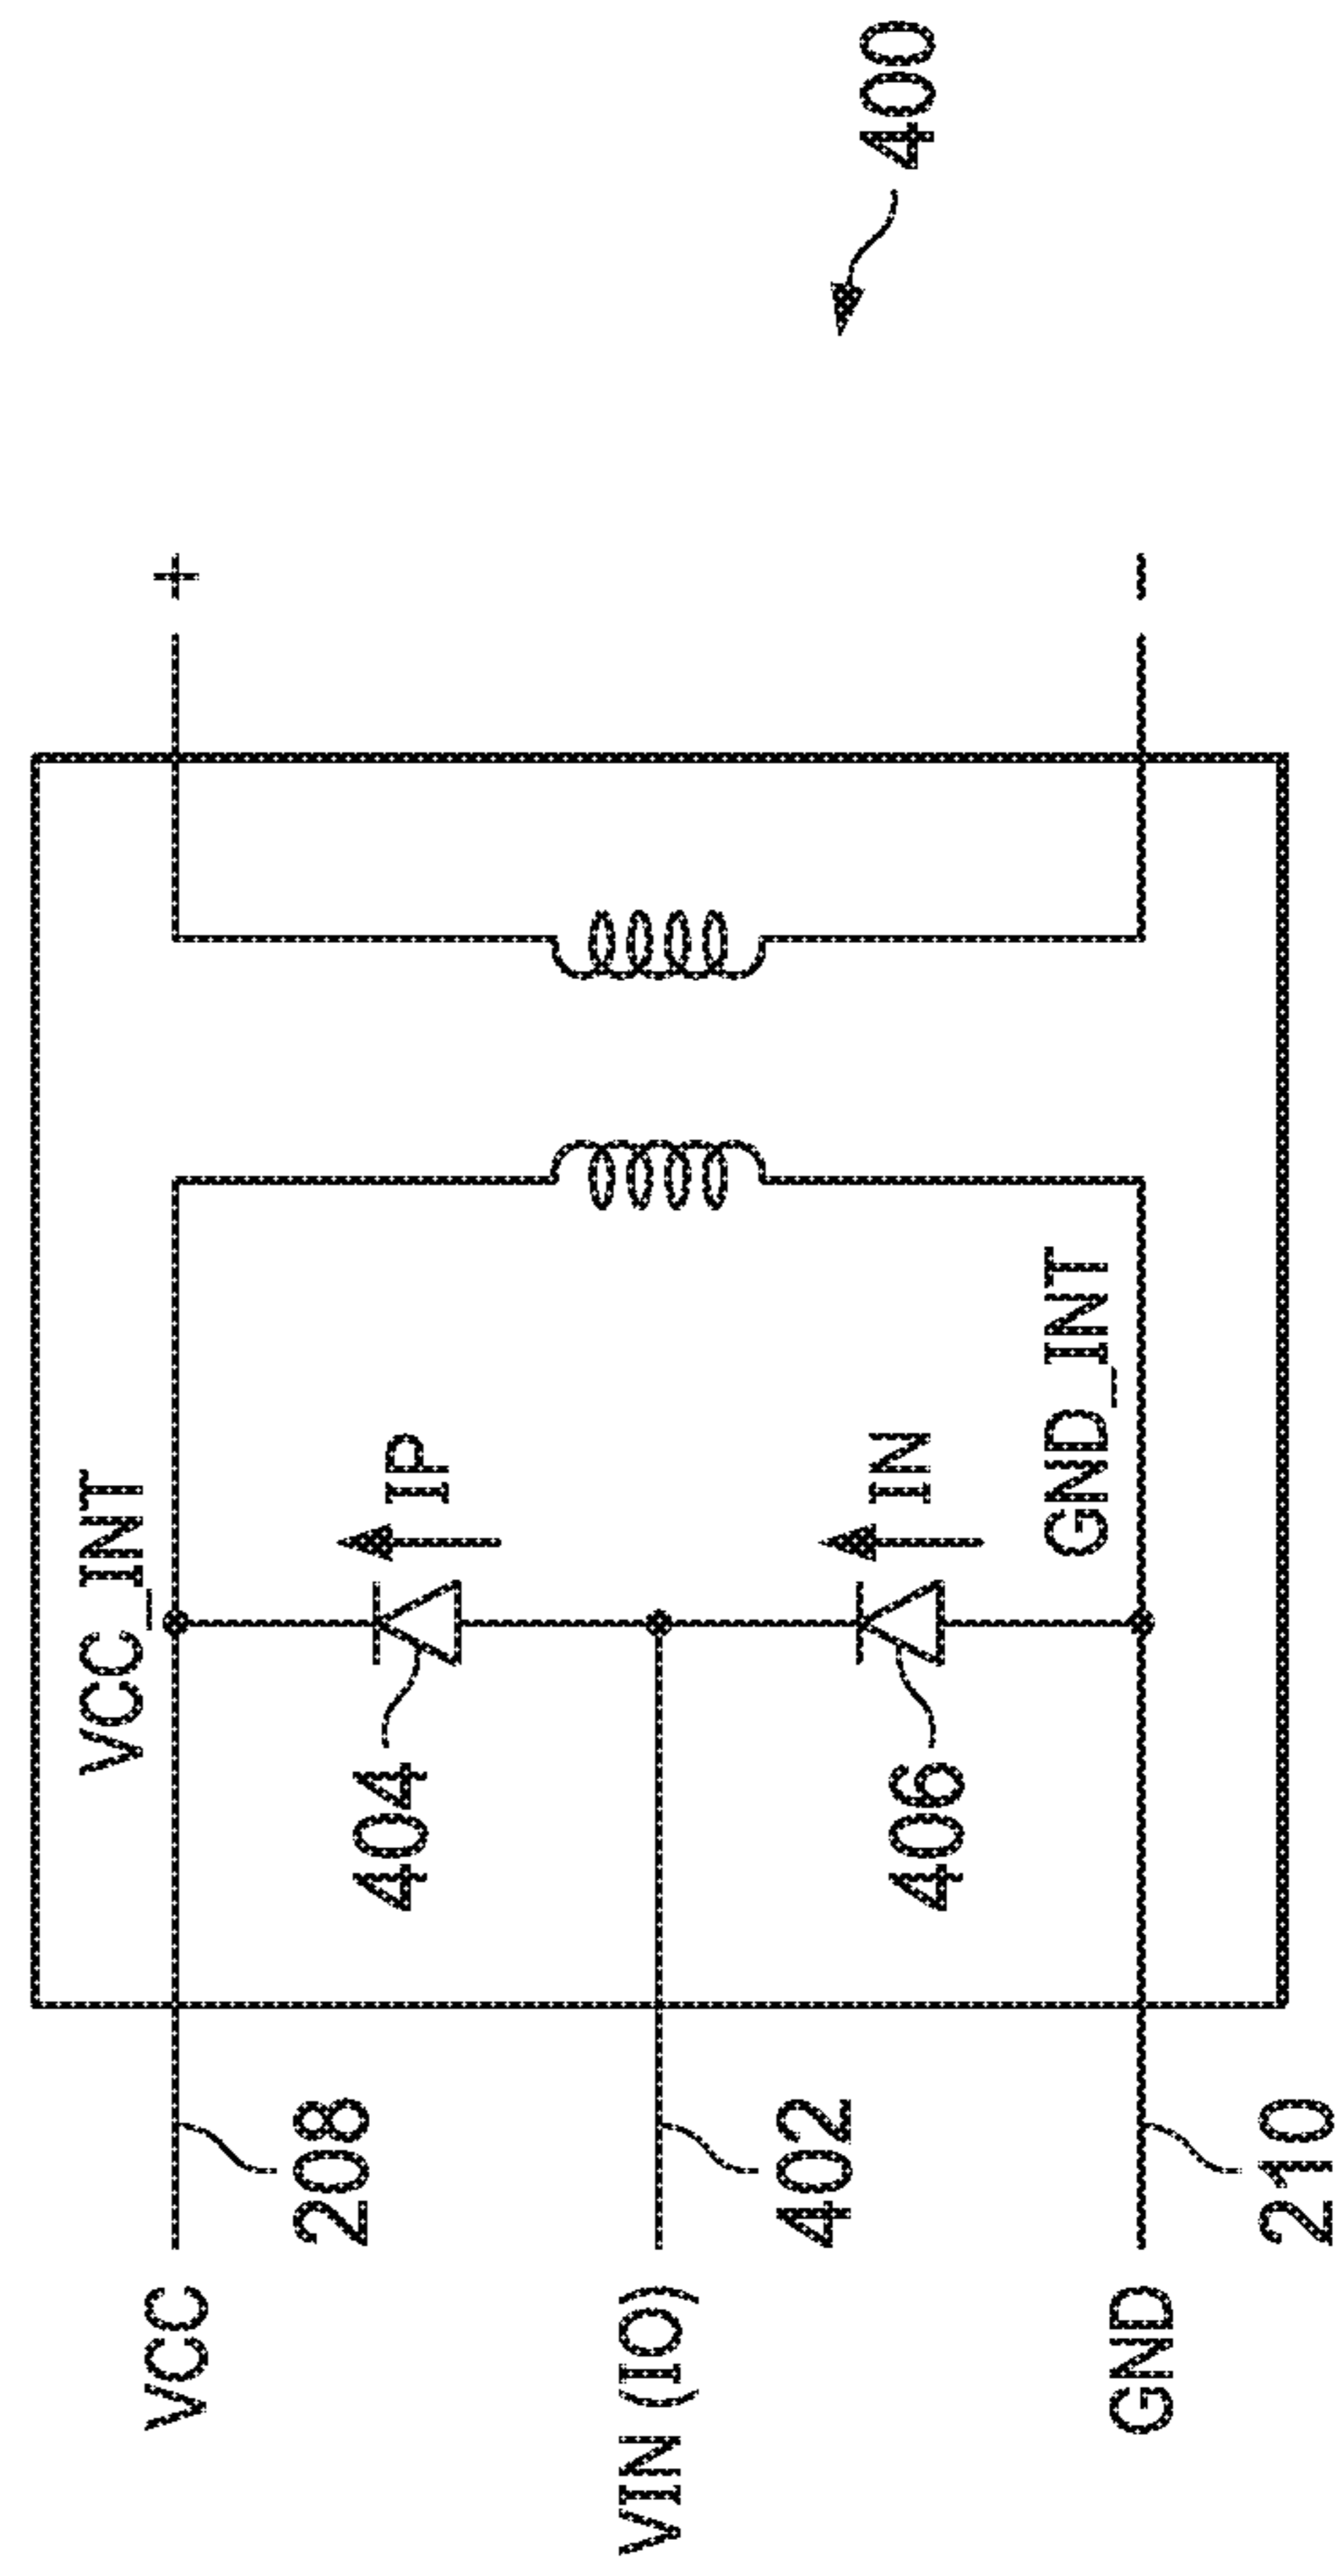 400
+
-
VCC_INT
IP
IN
GND_INT
404
406
VCC
208
VIN (IO)
402
GND
210